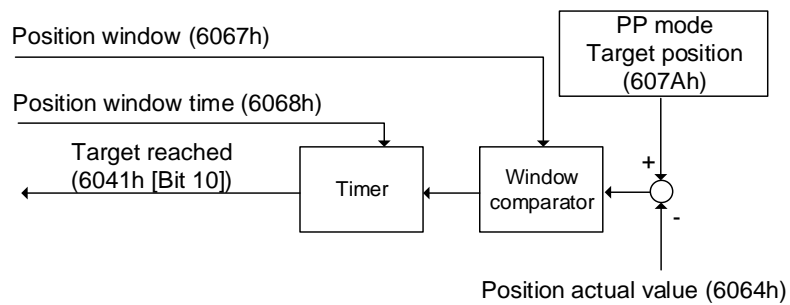 Position window (6067h)
PP mode
Target position
(607Ah)
Position window time (6068h)
Target reached
(6041h [Bit 10])
Timer
Window
comparator
+
-
Position actual value (6064h)